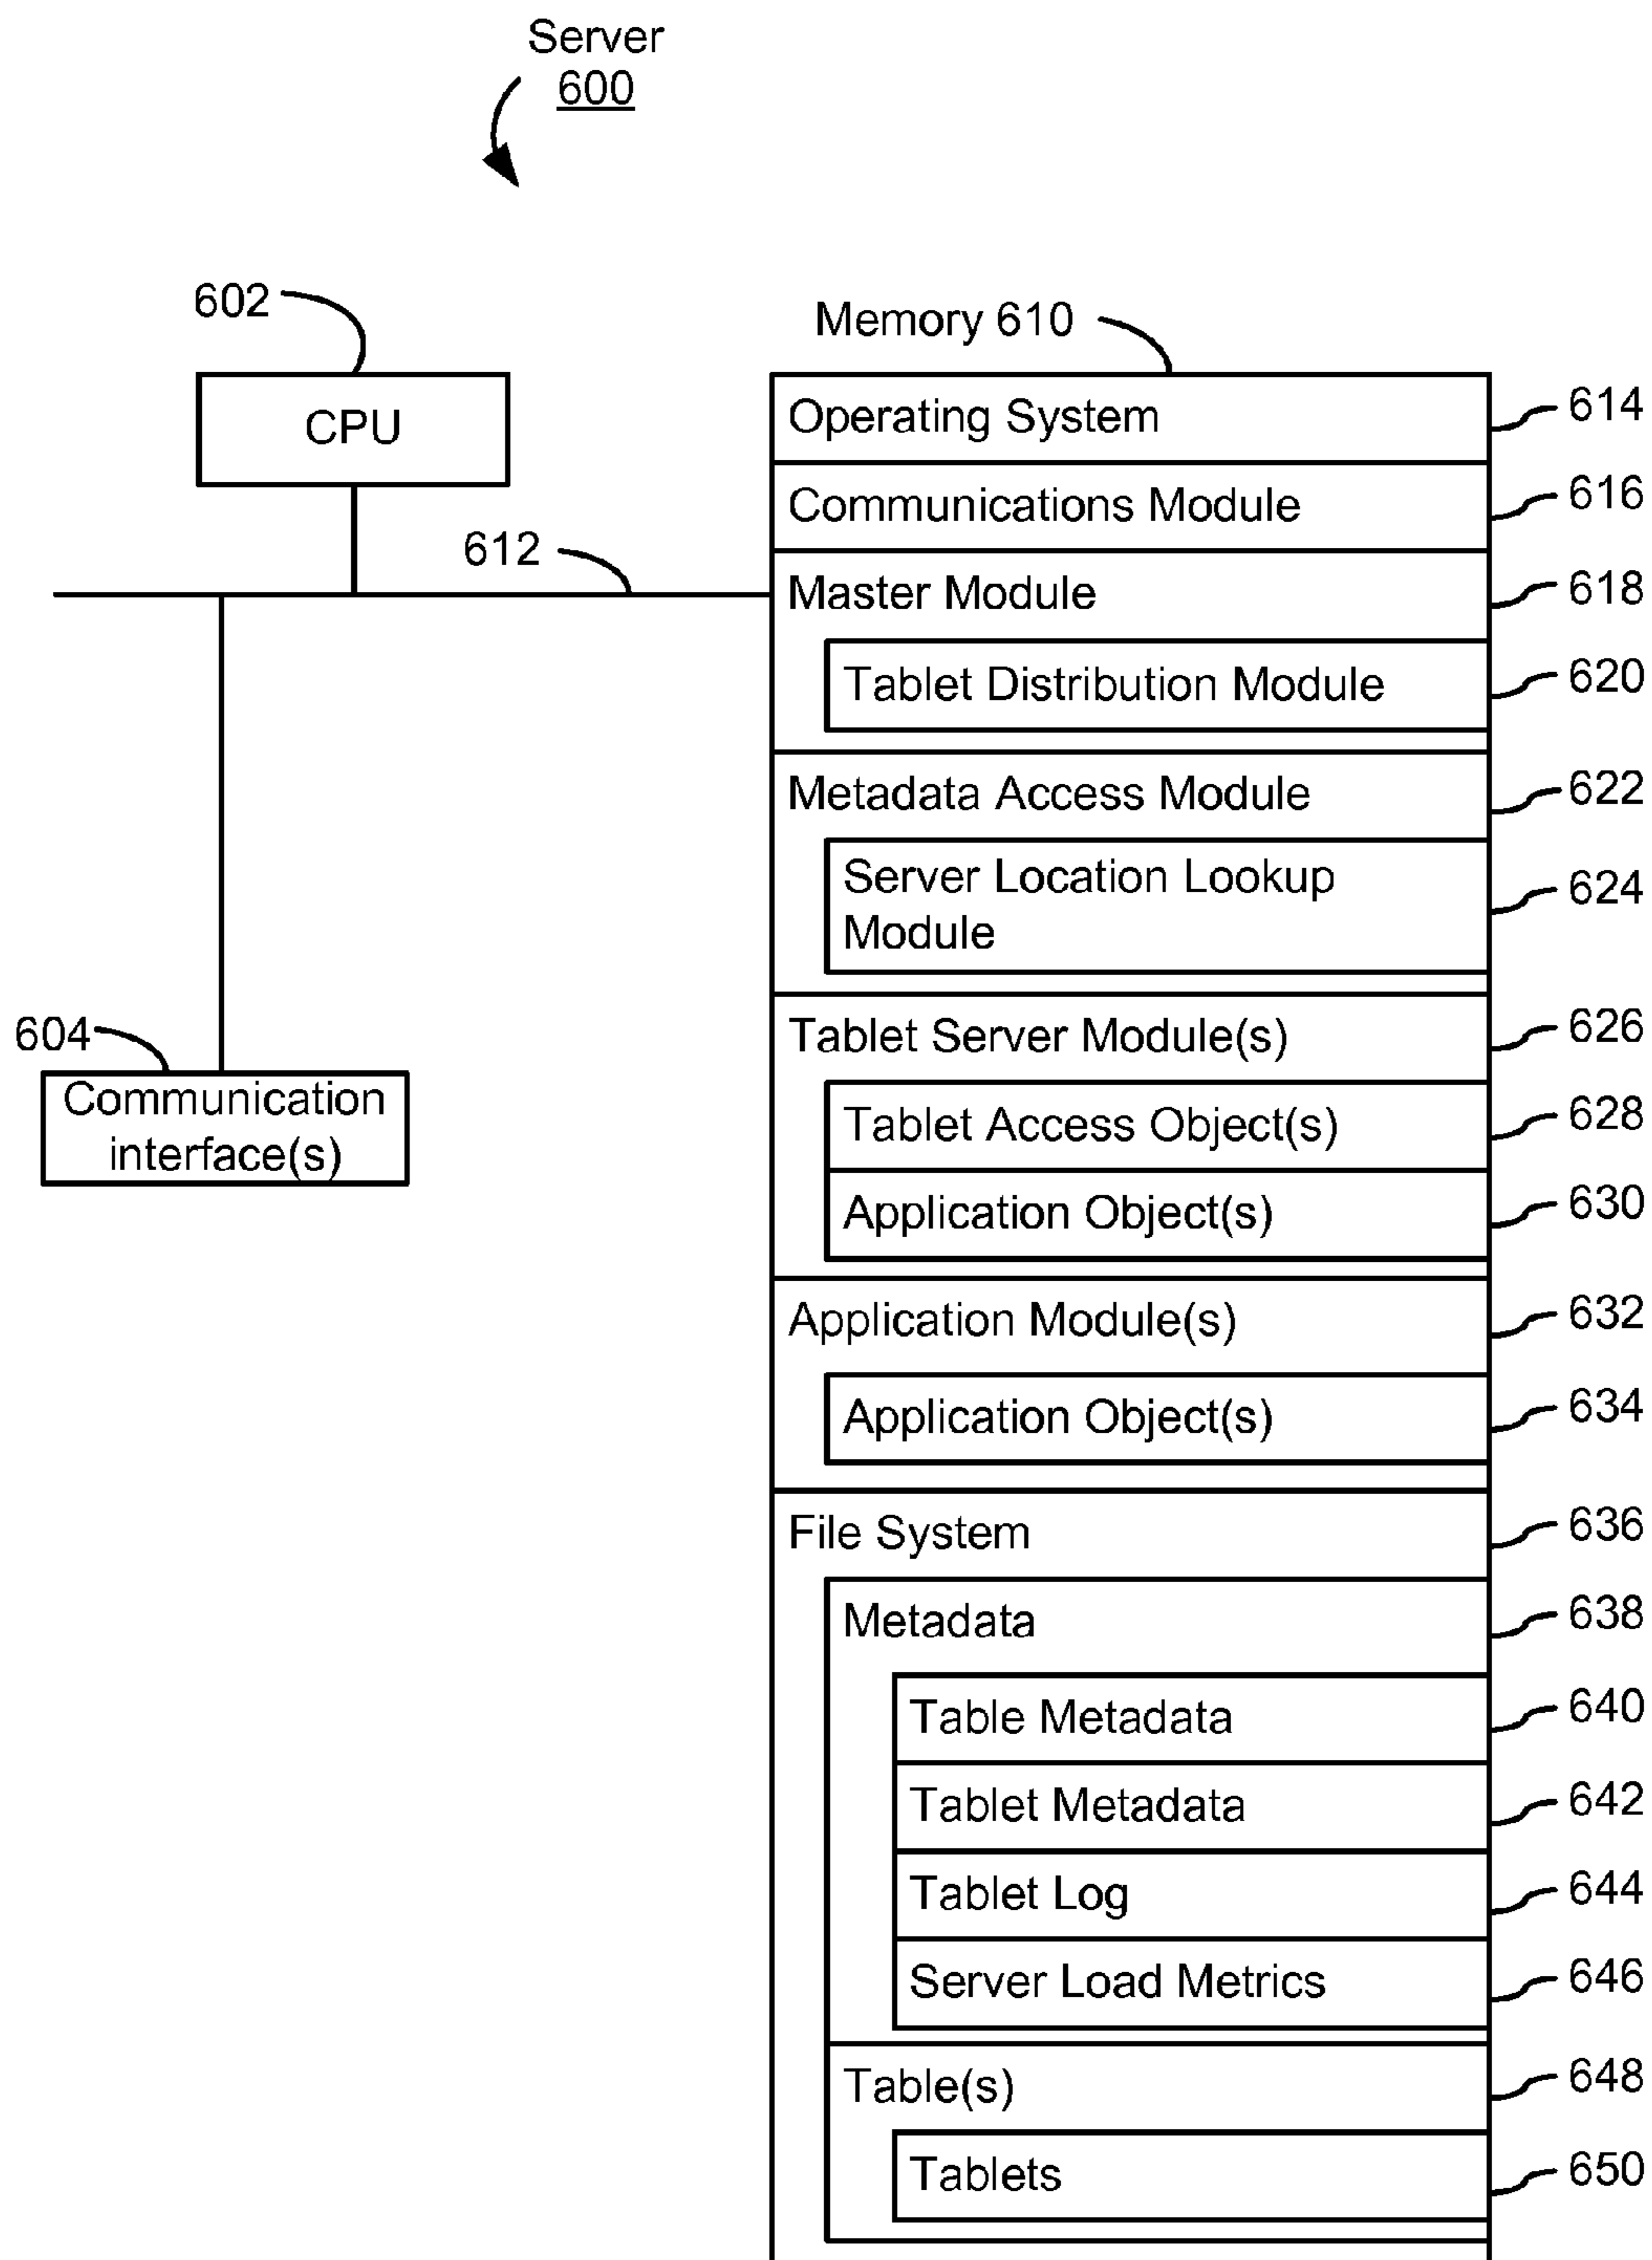 Server
600
602
CPU
612
604
Communication
interface(s)
Memory 610
Operating System 614
Communications Module 616
Master Module 618
Tablet Distribution Module 620
Metadata Access Module 622
Server Location Lookup
Module 624
Tablet Server Module(s) 626
Tablet Access Object(s) 628
Application Object(s) 630
Application Module(s) 632
Application Object(s) 634
File System 636
Metadata 638
Table Metadata 640
Tablet Metadata 642
Tablet Log 644
Server Load Metrics 646
Table(s) 648
Tablets 650